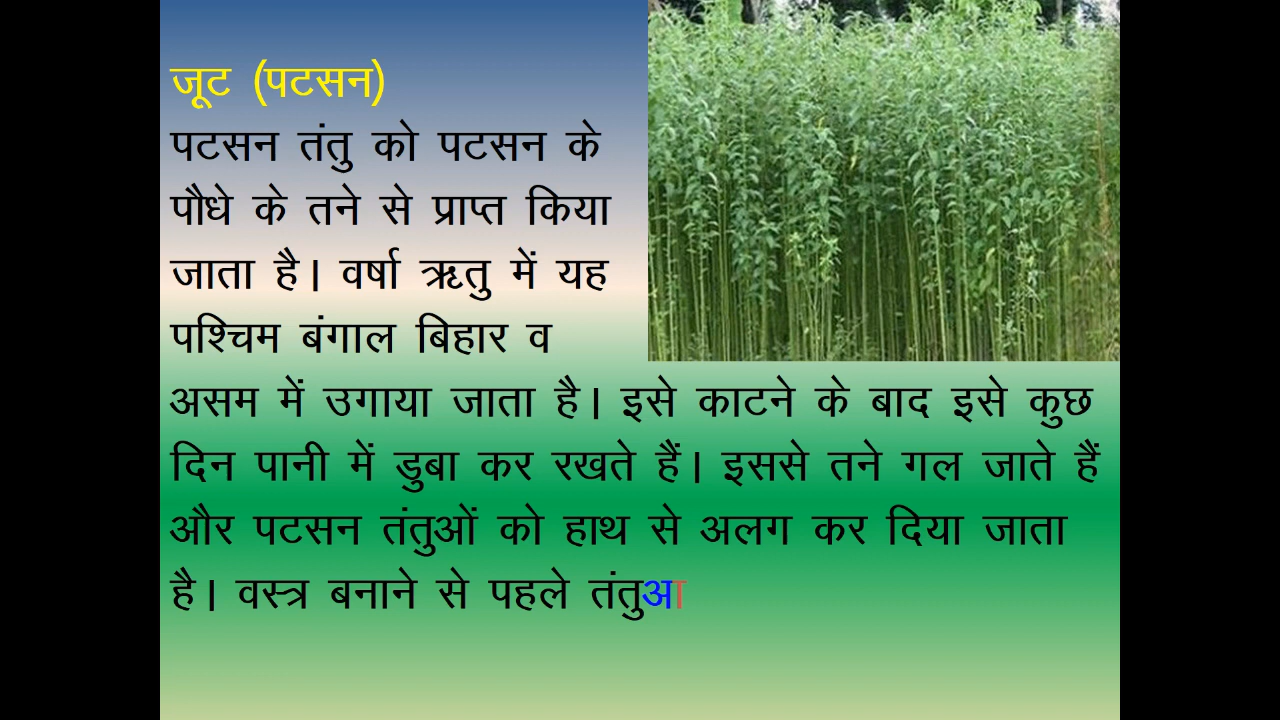 जूट (पटसन)
पटसन तंतु को पटसन के
पौधे के तने से प्राप्त किया
जाता है। वर्षा ऋतु में यह
पश्चिम बंगाल बिहार व
असम में उगाया जाता है। इसे काटने के बाद इसे कुछ
दिन पानी में डुबा कर रखते हैं। इससे तने गल जाते हैं
और पटसन तंतुओं को हाथ से अलग कर दिया जाता
है। वस्त्र बनाने से पहले तंतुआ